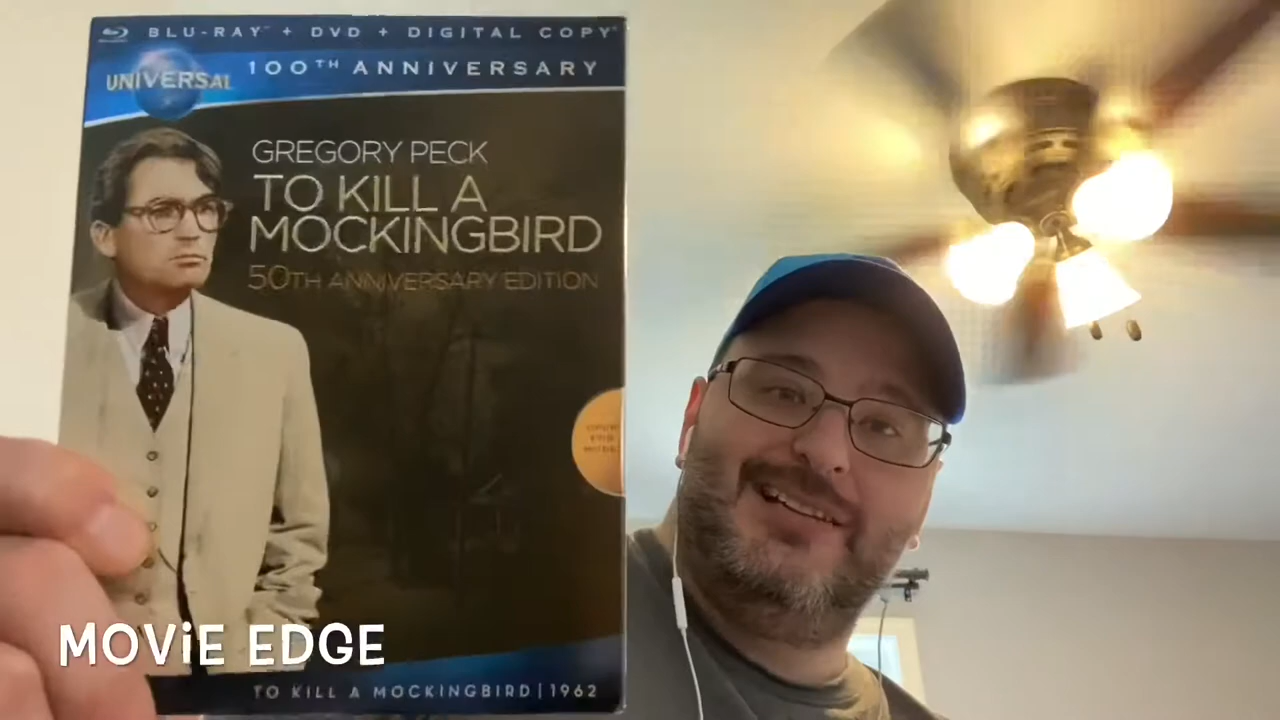 BLU-RAY™ + DVD + DIGITAL COPY
UNIVERSAL
100TH ANNIVERSARY
GREGORY PECK
TO KILL A
MOCKINGBIRD
50TH ANNIVERSARY EDITION
MOViE EDGE
TO KILL A MOCKINGBIRD | 1962